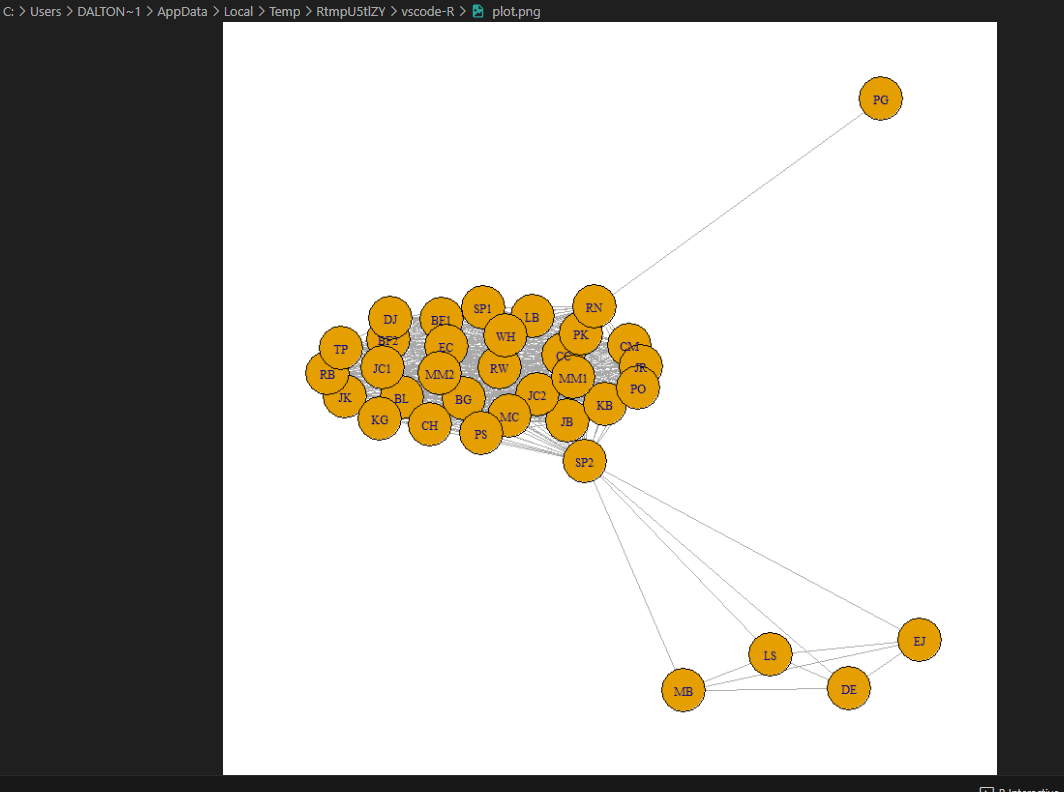 C: > Users > DALTON~1 > AppData > Local > Temp > RtmpU5tlZY > vscode-R > plot.png
PG
RN
SP1
LB
DJ
BF1
PK
WH
BF2
EC
CM
TP
CC
JC1
RW
JR
RB
MM2
MM1
PO
JK
BL
BG
JC2
KB
KG
CH
MC
JB
PS
SP2
EJ
LS
MB
DE